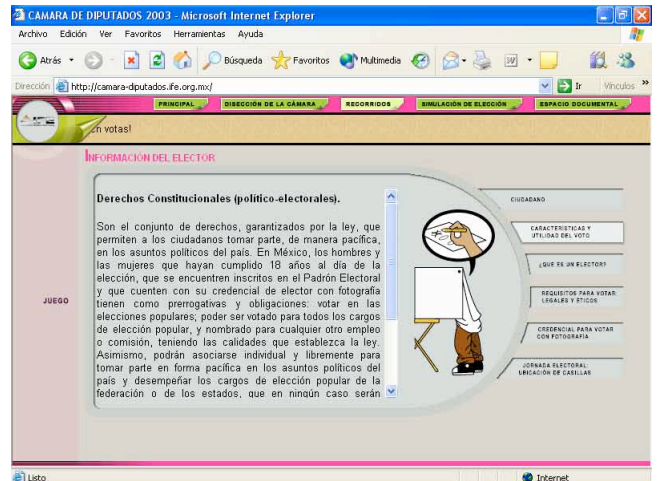 CAMARA DE DIPUTADOS 2003 - Microsoft Internet Explorer
Archivo Edición Ver Favoritos Herramientas Ayuda
Atrás Búsqueda Favoritos Multimedia
Dirección http://camara-diputados.ife.org.mx/ Ir Vínculos »
PRINCIPAL DISECCIÓN DE LA CÁMARA RECORRIDOS SIMULACIÓN DE ELECCIÓN ESPACIO DOCUMENTAL
en votas!
INFORMACIÓN DEL ELECTOR
JUEGO
Derechos Constitucionales (político-electorales).
Son el conjunto de derechos, garantizados por la ley, que
permiten a los ciudadanos tomar parte, de manera pacífica,
en los asuntos políticos del país. En México, los hombres y
las mujeres que hayan cumplido 18 años al día de la
elección, que se encuentren inscritos en el Padrón Electoral
y que cuenten con su credencial de elector con fotografía
tienen como prerrogativas y obligaciones: votar en las
elecciones populares; poder ser votado para todos los cargos
de elección popular, y nombrado para cualquier otro empleo
o comisión, teniendo las calidades que establezca la ley.
Asimismo, podrán asociarse individual y libremente para
tomar parte en forma pacífica en los asuntos políticos del
país y desempeñar los cargos de elección popular de la
federación o de los estados, que en ningún caso serán
CIUDADANO
CARACTERÍSTICAS Y
UTILIDAD DEL VOTO
¿QUE ES UN ELECTOR?
REQUISITOS PARA VOTAR:
LEGALES Y ÉTICOS
CREDENCIAL PARA VOTAR
CON FOTOGRAFÍA
JORNADA ELECTORAL:
UBICACIÓN DE CASILLAS
Listo Internet